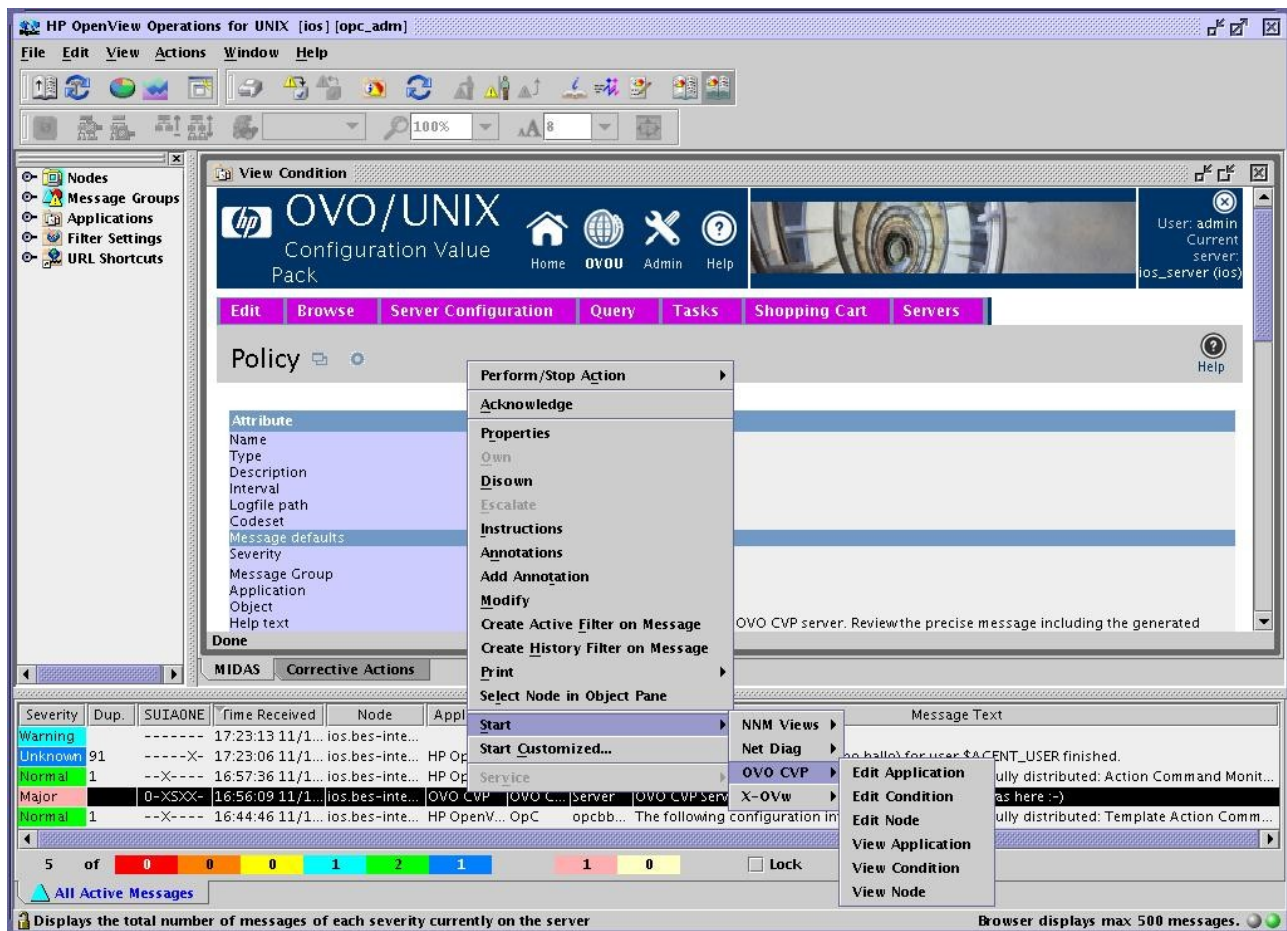 HP OpenView Operations for UNIX [ios] [opc_adm]
File Edit View Actions Window Help
100% AA 8
Nodes
Message Groups
Applications
Filter Settings
URL Shortcuts
View Condition
hp OVO/UNIX
Configuration Value
Pack
Home OVOU Admin Help
User: admin
Current
server:
ios_server (ios)
Edit Browse Server Configuration Query Tasks Shopping Cart Servers
Policy
Help
Attribute
Name
Type
Description
Interval
Logfile path
Codeset
Message defaults
Severity
Message Group
Application
Object
Help text
OVO CVP server. Review the precise message including the generated
Done
MIDAS Corrective Actions
Perform/Stop Action
Acknowledge
Properties
Own
Disown
Escalate
Instructions
Annotations
Add Annotation
Modify
Create Active Filter on Message
Create History Filter on Message
Print
Select Node in Object Pane
Start
Start Customized...
Service
NNM Views
Net Diag
OVO CVP
X-OVw
Edit Application
Edit Condition
Edit Node
View Application
View Condition
View Node
Severity Dup. SUIAONE Time Received Node Appl Message Text
Warning ------- 17:23:13 11/1... ios.bes-inte...
Unknown 91 -----X- 17:23:06 11/1... ios.bes-inte... HP Op for user $AGENT_USER finished.
Normal 1 --X---- 16:57:36 11/1... ios.bes-inte... HP Op ully distributed: Action Command Monit...
Major 0-XSXX- 16:56:09 11/1... ios.bes-inte... OVO CVP OVO C... Server OVO CVP Serv as here :-)
Normal 1 --X---- 16:44:46 11/1... ios.bes-inte... HP OpenV... OpC opcbb... The following configuration in ully distributed: Template Action Comm...
5 of 0 0 0 1 2 1 1 0 Lock
All Active Messages
Displays the total number of messages of each severity currently on the server
Browser displays max 500 messages.